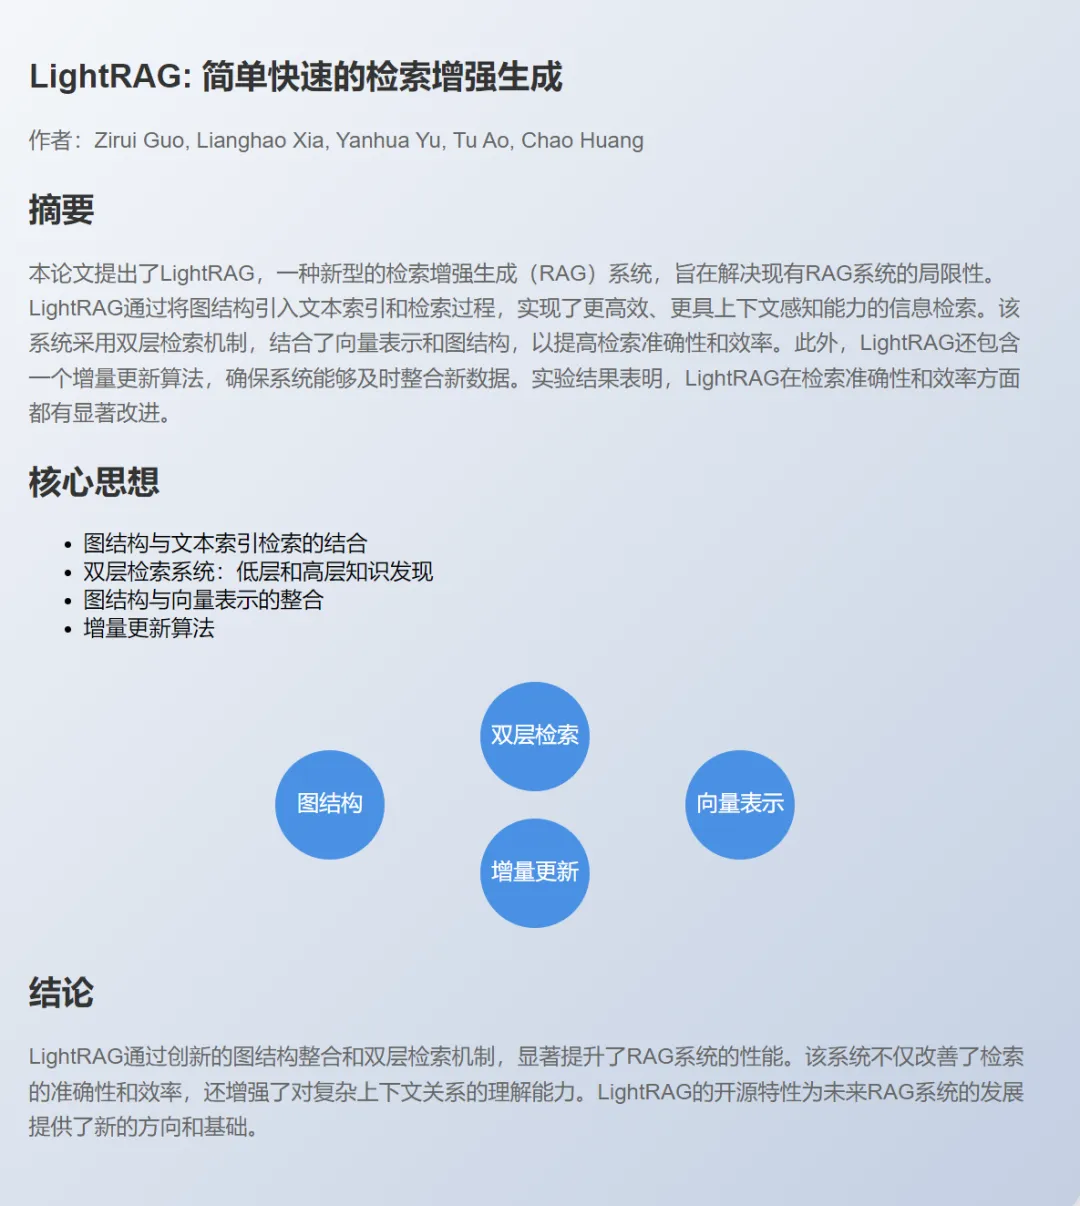 LightRAG: 简单快速的检索增强生成
作者：Zirui Guo, Lianghao Xia, Yanhua Yu, Tu Ao, Chao Huang
摘要
本论文提出了LightRAG，一种新型的检索增强生成（RAG）系统，旨在解决现有RAG系统的局限性。
LightRAG通过将图结构引入文本索引和检索过程，实现了更高效、更具上下文感知能力的信息检索。该
系统采用双层检索机制，结合了向量表示和图结构，以提高检索准确性和效率。此外，LightRAG还包含
一个增量更新算法，确保系统能够及时整合新数据。实验结果表明，LightRAG在检索准确性和效率方面
都有显著改进。
核心思想
• 图结构与文本索引检索的结合
• 双层检索系统：低层和高层知识发现
• 图结构与向量表示的整合
• 增量更新算法
双层检索
图结构
向量表示
增量更新
结论
LightRAG通过创新的图结构整合和双层检索机制，显著提升了RAG系统的性能。该系统不仅改善了检索
的准确性和效率，还增强了对复杂上下文关系的理解能力。LightRAG的开源特性为未来RAG系统的发展
提供了新的方向和基础。